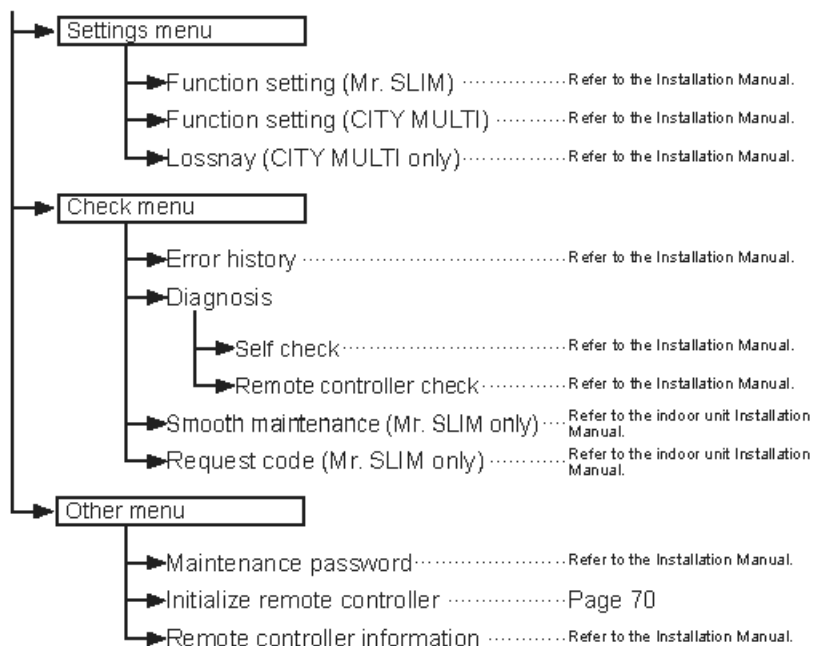 Settings menu
Function setting (Mr. SLIM) ················ Refer to the Installation Manual.
Function setting (CITY MULTI) ··········· Refer to the Installation Manual.
Lossnay (CITY MULTI only) ················ Refer to the Installation Manual.
Check menu
Error history ········································ Refer to the Installation Manual.
Diagnosis
Self check ·································· Refer to the Installation Manual.
Remote controller check ············· Refer to the Installation Manual.
Smooth maintenance (Mr. SLIM only) ···· Refer to the indoor unit Installation
Manual.
Request code (Mr. SLIM only) ············ Refer to the indoor unit Installation
Manual.
Other menu
Maintenance password ······················· Refer to the Installation Manual.
Initialize remote controller ·················· Page 70
Remote controller information ············ Refer to the Installation Manual.